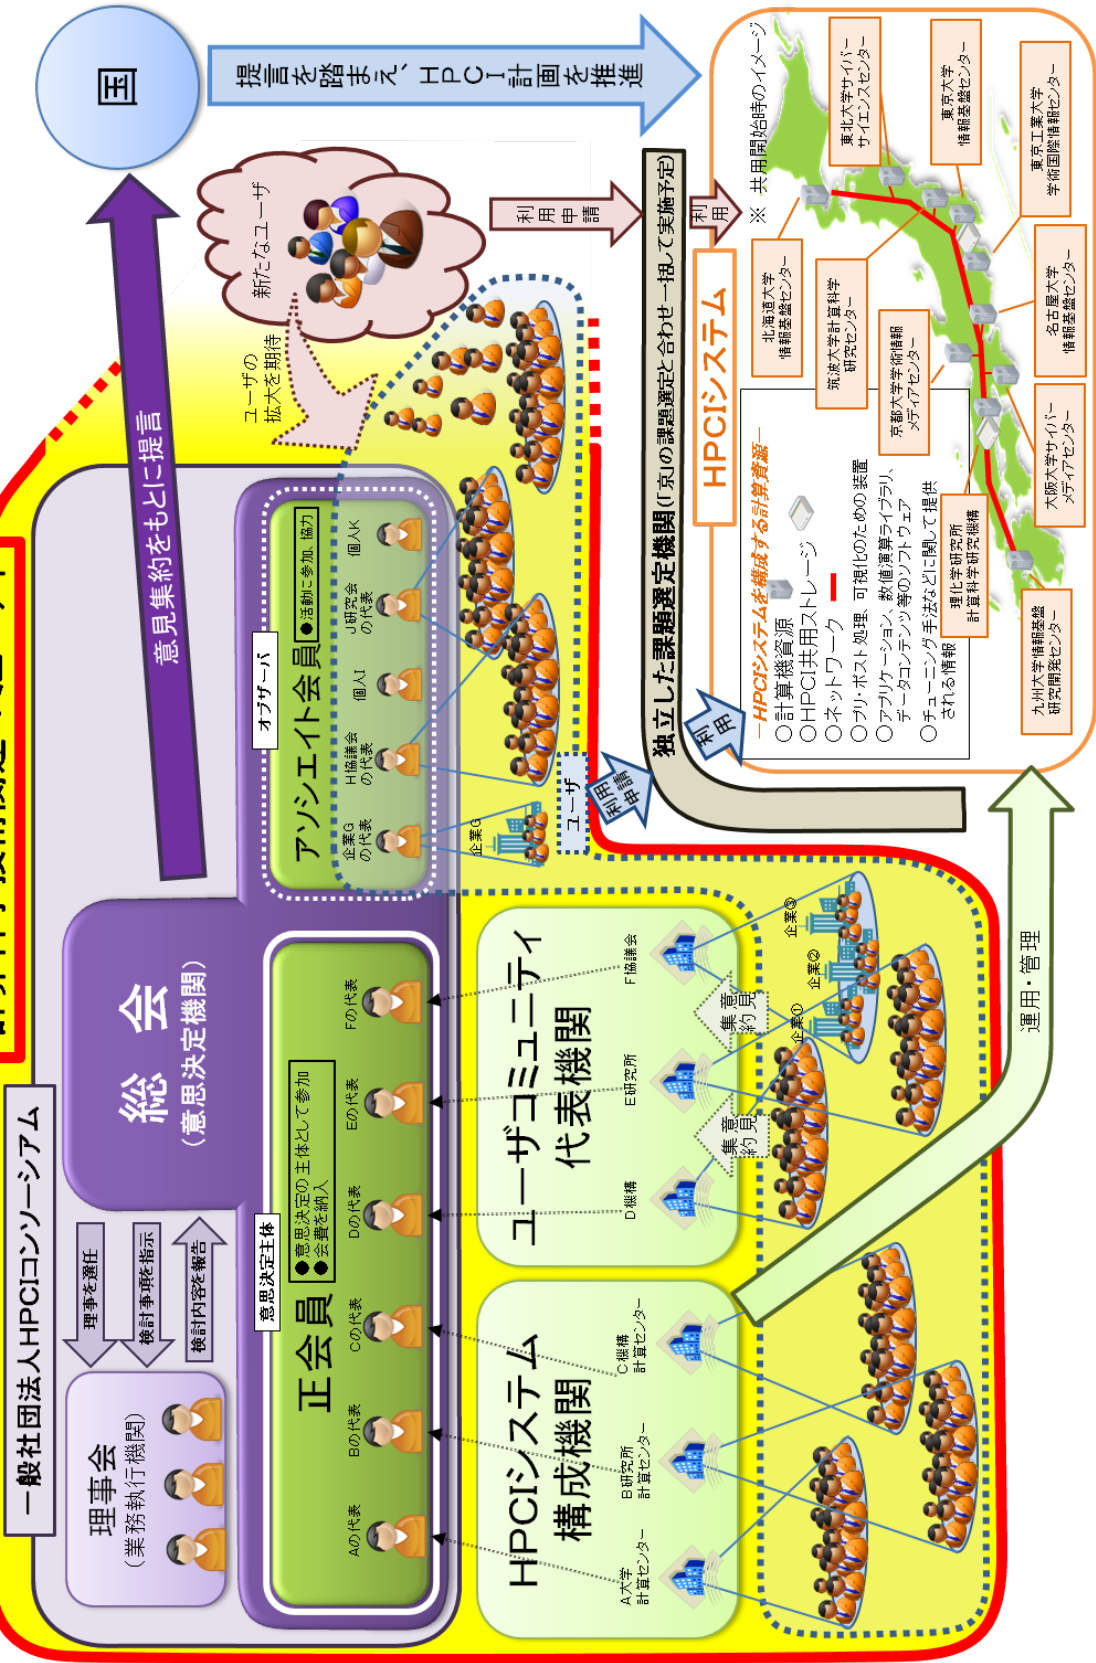 一般社団法人HPCIコンソーシアム
理事会
（業務執行機関）
理事を選任
検討事項を指示
検討内容を報告
総 会
（意思決定機関）
意見集約をもとに提言
国
提言を踏まえ、HPCI計画を推進
意思決定主体
正会員
●意思決定の主体として参加
●会費を納入
Aの代表
Bの代表
Cの代表
Dの代表
Eの代表
Fの代表
オブザーバ
アソシエイト会員
●活動に参加、協力
企業G
の代表
H協議会
の代表
個人I
J研究会
の代表
個人K
ユーザの
拡大を期待
新たなユーザ
利用
申請
HPCIシステム
構成機関
A大学
計算センター
B研究所
計算センター
C機構
計算センター
ユーザコミュニティ
代表機関
D機構
E研究所
F協議会
意見
集約
意見
集約
企業①
企業②
企業③
企業G
ユーザ
利用
申請
独立した課題選定機関(「京」の課題選定と合わせ一括して実施予定)
利用
利用
運用・管理
HPCIシステム
※ 共用開始時のイメージ
－HPCIシステムを構成する計算資源－
○計算機資源
○HPCI共用ストレージ
○ネットワーク
○プリ・ポスト処理、可視化のための装置
○アプリケーション、数値演算ライブラリ、
データコンテンツ等のソフトウェア
○チューニング手法などに関して提供
される情報
北海道大学
情報基盤センター
東北大学サイバー
サイエンスセンター
筑波大学計算科学
研究センター
東京大学
情報基盤センター
東京工業大学
学術国際情報センター
京都大学学術情報
メディアセンター
名古屋大学
情報基盤センター
大阪大学サイバー
メディアセンター
理化学研究所
計算科学研究機構
九州大学情報基盤
研究開発センター